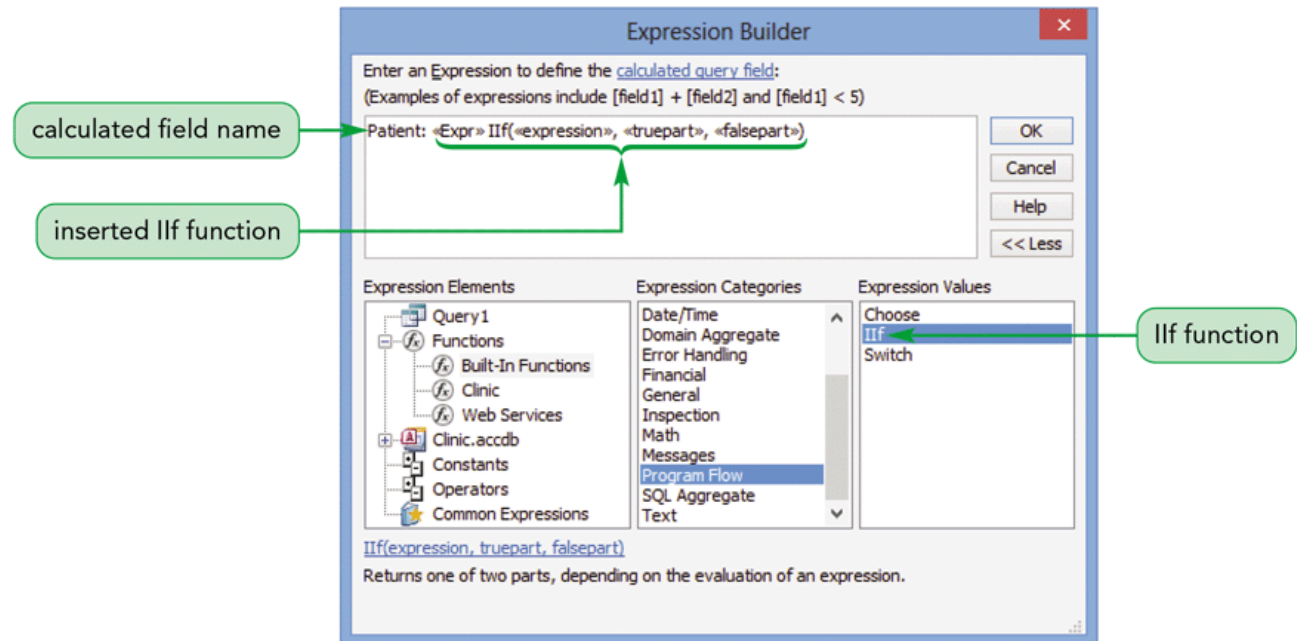 Expression Builder
Enter an Expression to define the calculated query field:
(Examples of expressions include [field1] + [field2] and [field1] < 5)
calculated field name
Patient: «Expr» IIf(«expression», «truepart», «falsepart»)
OK
Cancel
Help
<< Less
inserted IIf function
Expression Elements
Query1
Functions
Built-In Functions
Clinic
Web Services
Clinic.accdb
Constants
Operators
Common Expressions
Expression Categories
Date/Time
Domain Aggregate
Error Handling
Financial
General
Inspection
Math
Messages
Program Flow
SQL Aggregate
Text
Expression Values
Choose
IIf
Switch
IIf function
IIf(expression, truepart, falsepart)
Returns one of two parts, depending on the evaluation of an expression.